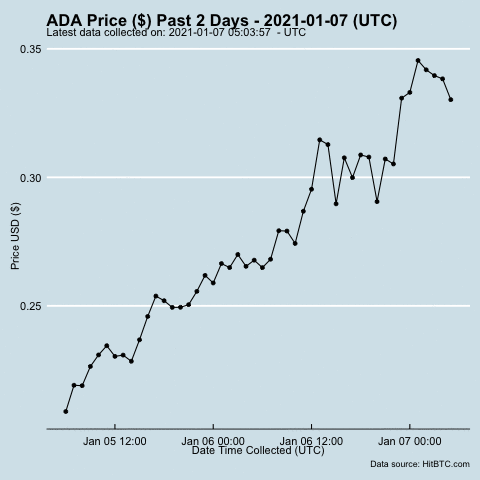 ADA Price ($) Past 2 Days - 2021-01-07 (UTC)
Latest data collected on: 2021-01-07 05:03:57 - UTC
0.35
0.30
0.25
Price USD ($)
Jan 05 12:00 Jan 06 00:00 Jan 06 12:00 Jan 07 00:00
Date Time Collected (UTC)
Data source: HitBTC.com